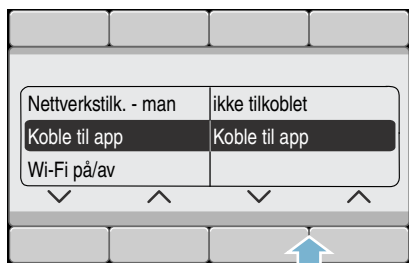 Nettverkstilk. - man ikke tilkoblet
Koble til app Koble til app
Wi-Fi på/av